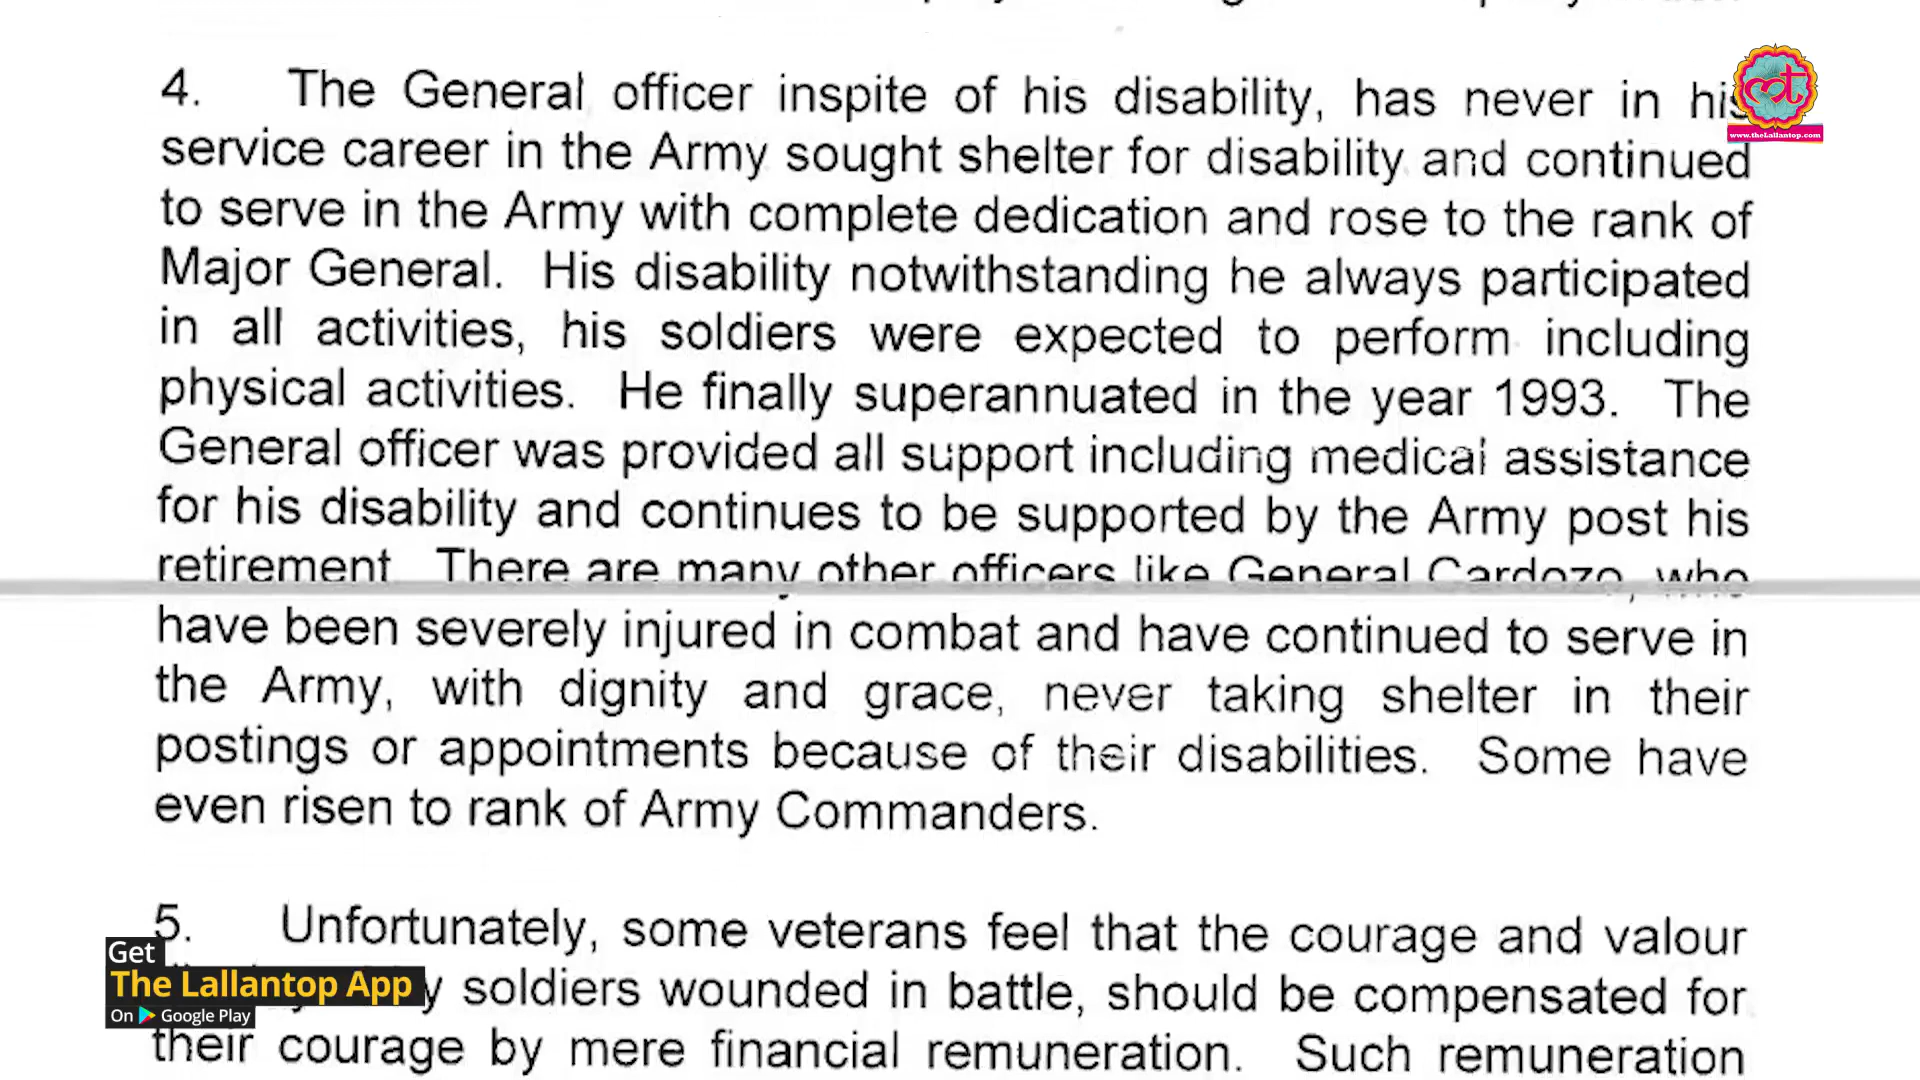 4. The General officer inspite of his disability, has never in his
service career in the Army sought shelter for disability and continued
to serve in the Army with complete dedication and rose to the rank of
Major General. His disability notwithstanding he always participated
in all activities, his soldiers were expected to perform including
physical activities. He finally superannuated in the year 1993. The
General officer was provided all support including medical assistance
for his disability and continues to be supported by the Army post his
retirement There are many other officers like General Cardozo, who
have been severely injured in combat and have continued to serve in
the Army, with dignity and grace, never taking shelter in their
postings or appointments because of their disabilities. Some have
even risen to rank of Army Commanders.
5. Unfortunately, some veterans feel that the courage and valour
soldiers wounded in battle, should be compensated for
their courage by mere financial remuneration. Such remuneration
www.theLallantop.com
Get
The Lallantop App
On Google Play